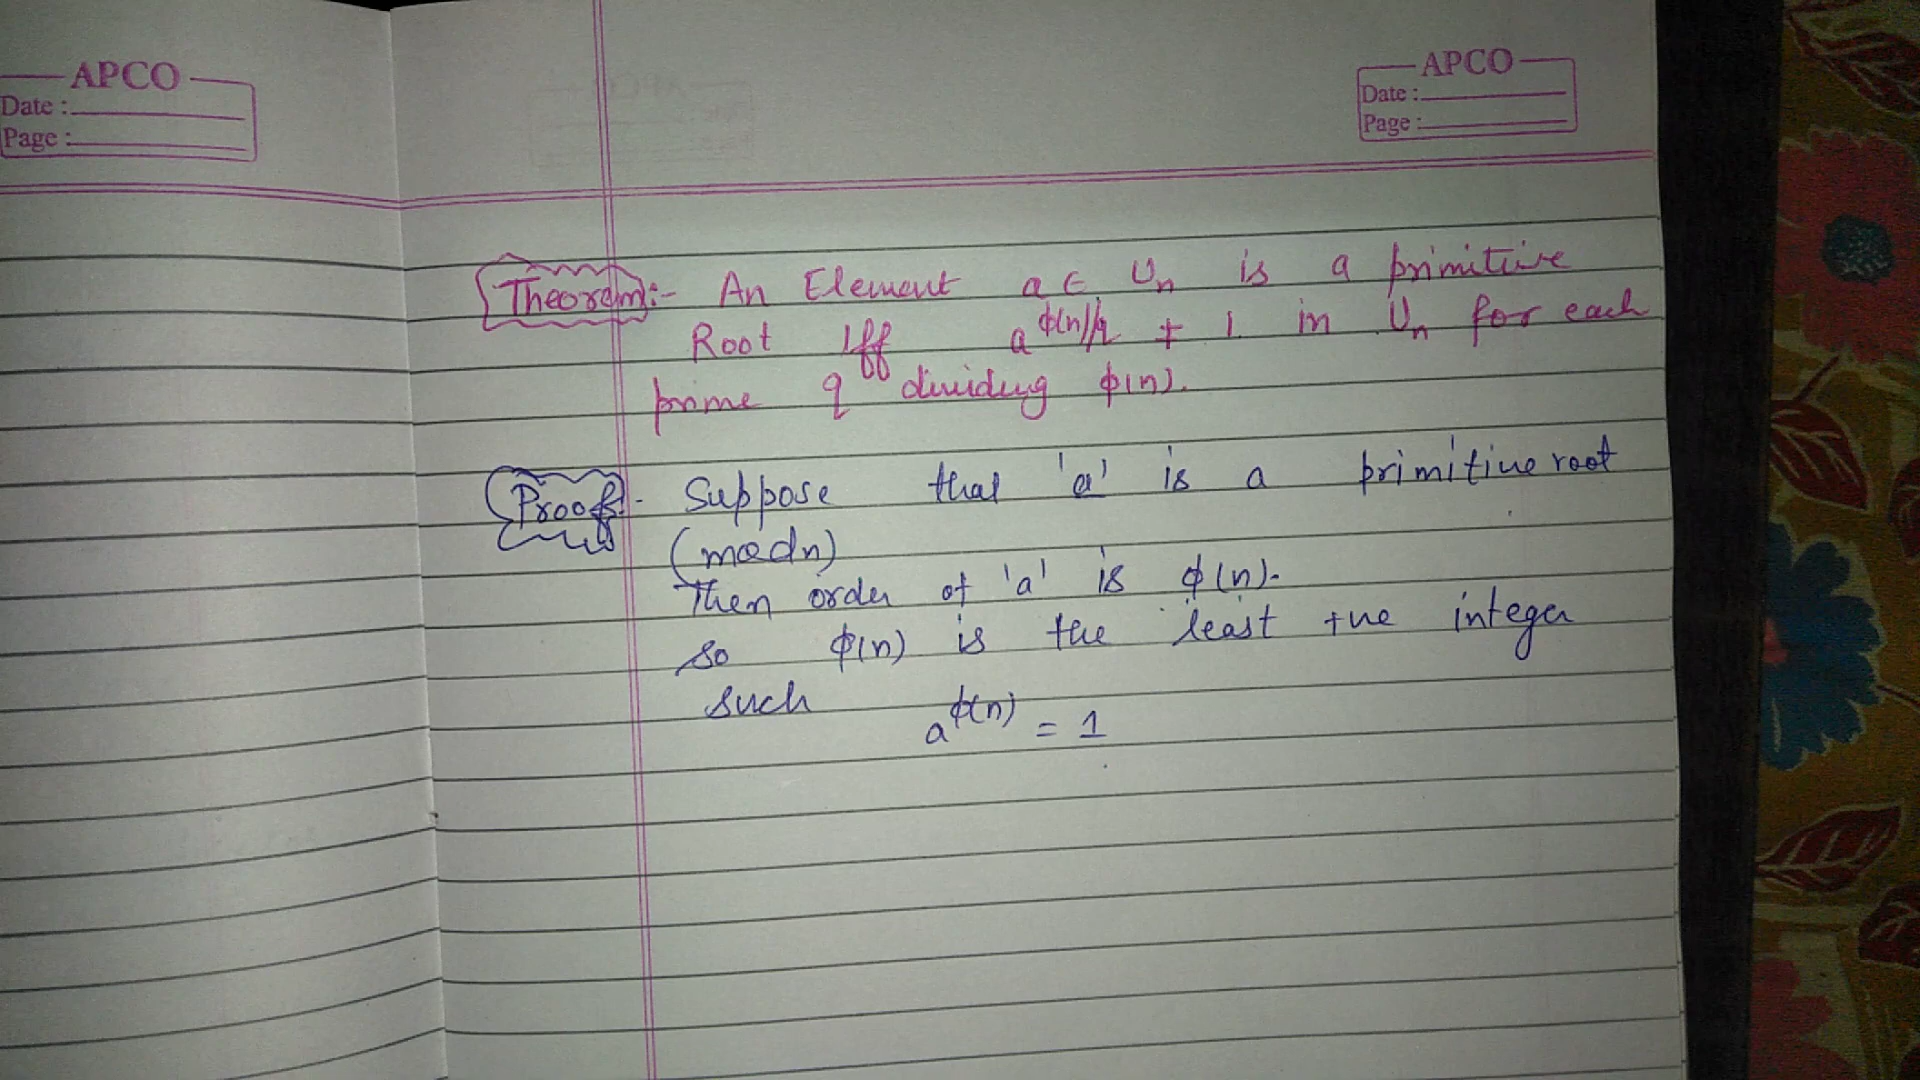 APCO
Date :
Page :
APCO
Date :
Page :
Theorem:- An Element a ∈ Un is a primitive
Root iff a^ϕ(n)/q ≠ 1 in Un for each
prime q dividing ϕ(n).
Proof:- Suppose that 'a' is a primitive root
(modn)
Then order of 'a' is ϕ(n).
so ϕ(n) is the least +ve integer
such
a^ϕ(n) = 1